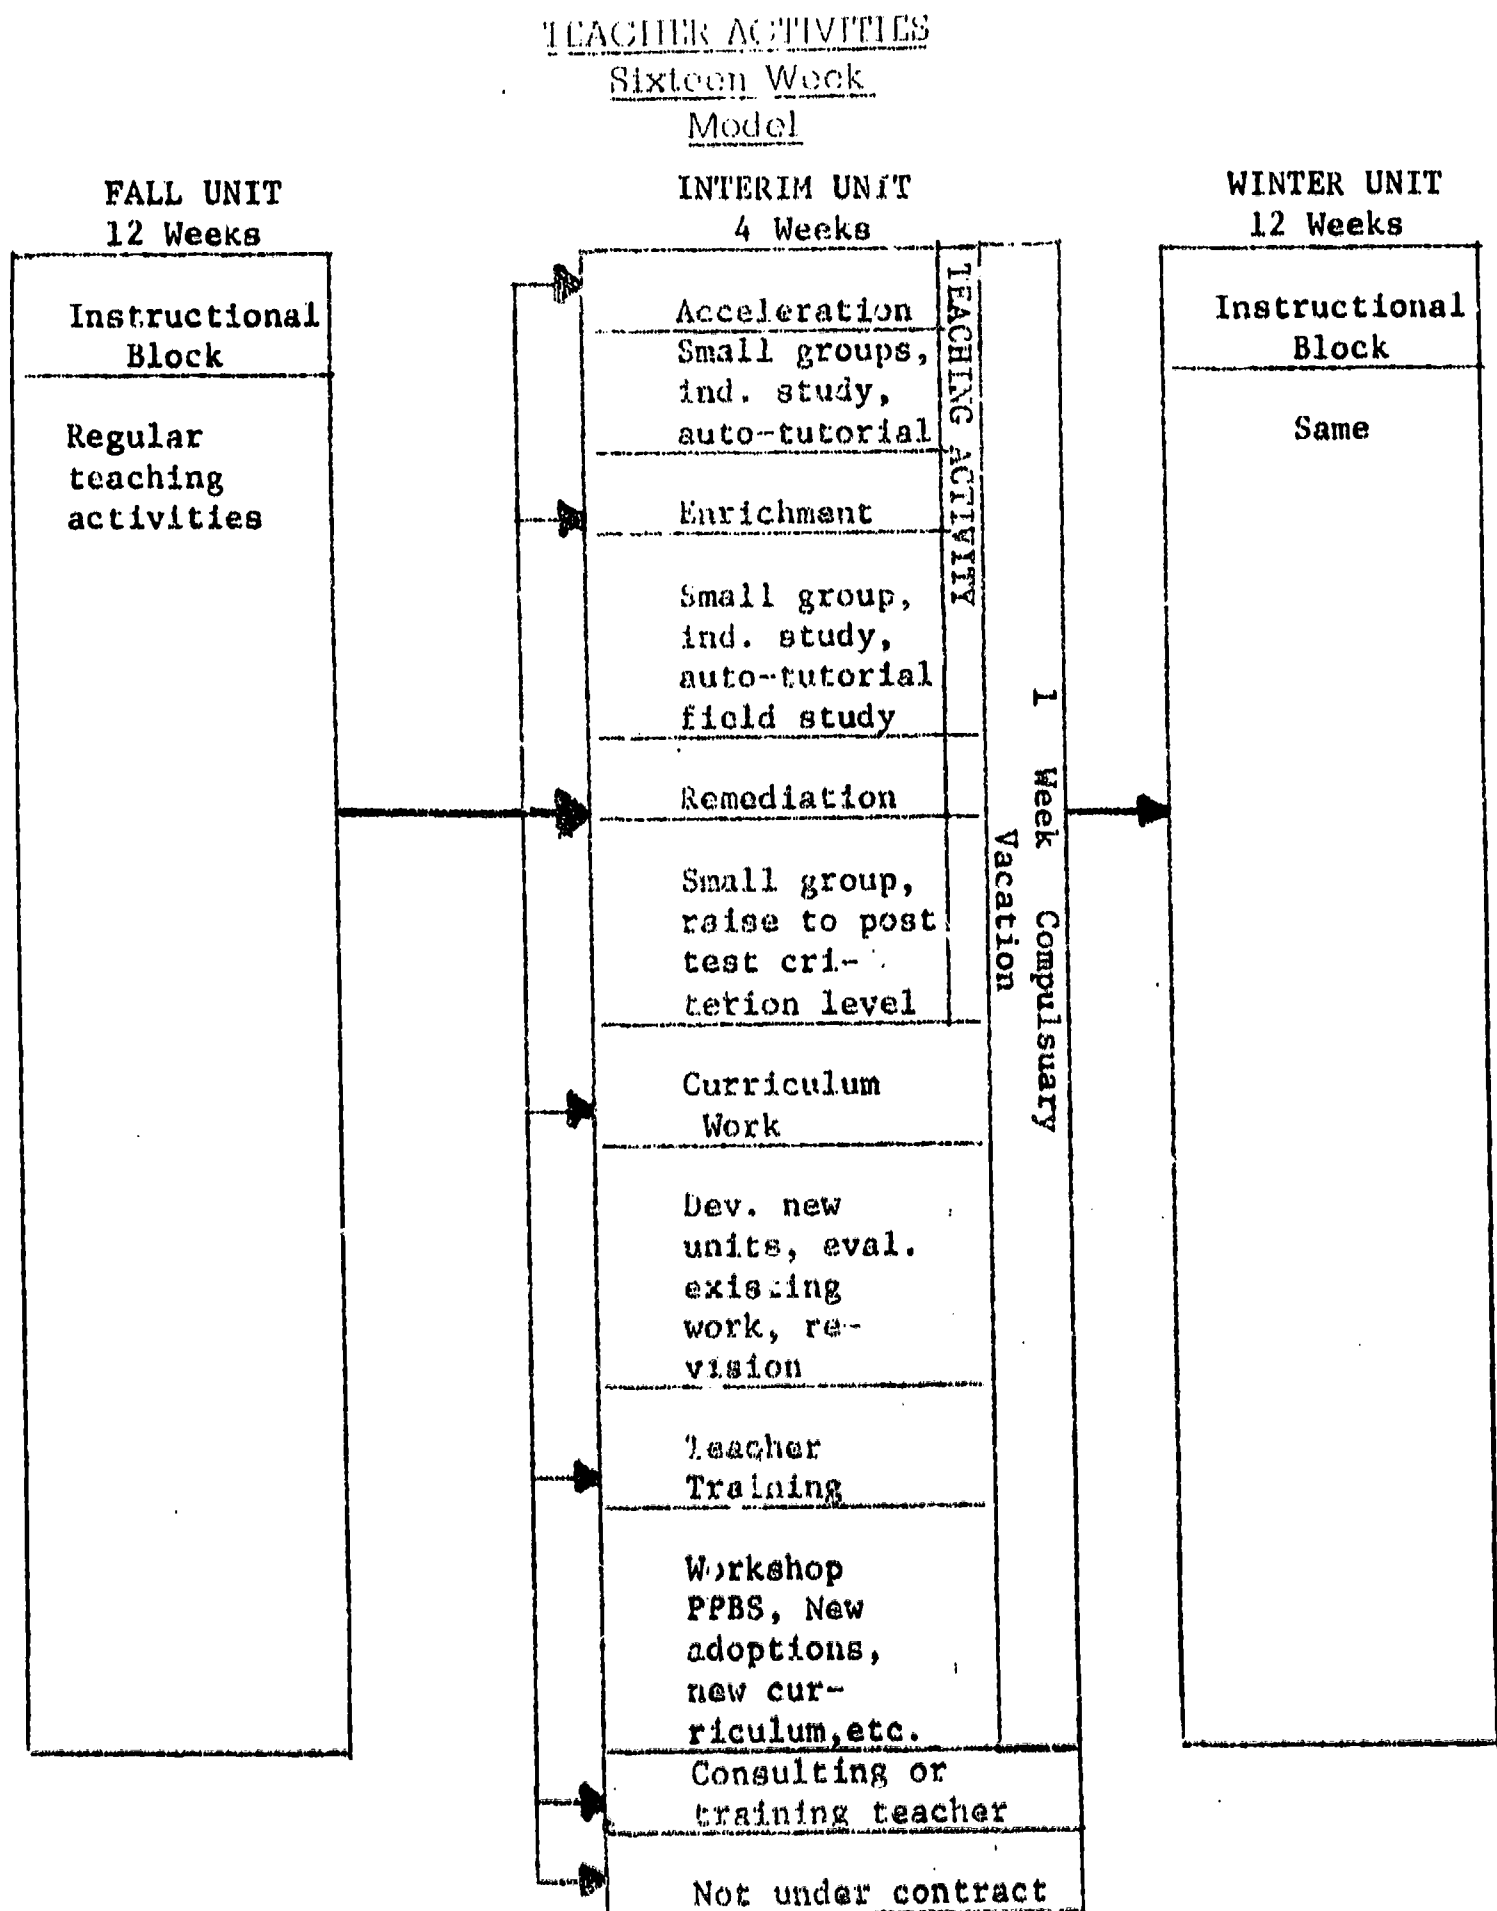 TEACHER ACTIVITIES
Sixteen Week
Model
FALL UNIT
12 Weeks
Instructional
Block
Regular
teaching
activities
INTERIM UNIT
4 Weeks
Acceleration
Small groups,
ind. study,
auto-tutorial
Enrichment
Small group,
ind. study,
auto-tutorial
field study
Remediation
Small group,
raise to post
test cri-
terion level
Curriculum
Work
Dev. new
units, eval.
existing
work, re-
vision
Teacher
Training
Workshop
PPBS, New
adoptions,
new cur-
riculum,etc.
Consulting or
training teacher
Not under contract
TEACHING ACTIVITY
1 Week Compulsuary
Vacation
WINTER UNIT
12 Weeks
Instructional
Block
Same